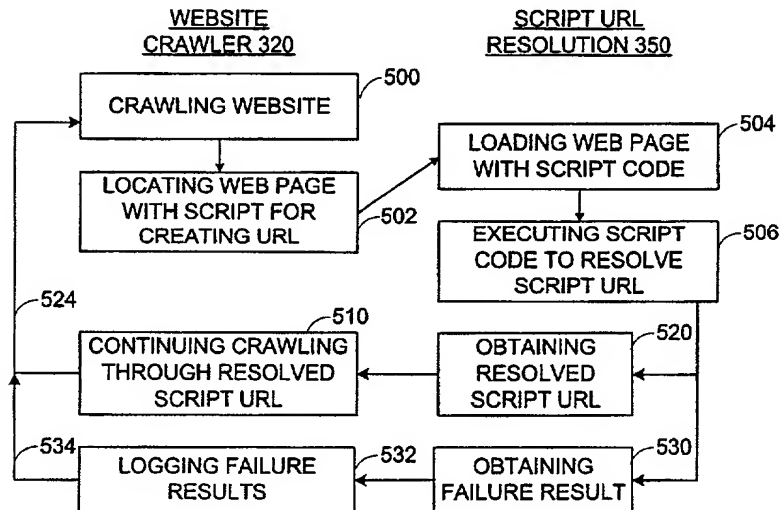 WEBSITE
CRAWLER 320
SCRIPT URL
RESOLUTION 350
500
CRAWLING WEBSITE
504
LOADING WEB PAGE
WITH SCRIPT CODE
LOCATING WEB PAGE
WITH SCRIPT FOR
CREATING URL
502
506
EXECUTING SCRIPT
CODE TO RESOLVE
SCRIPT URL
524
510
CONTINUING CRAWLING
THROUGH RESOLVED
SCRIPT URL
520
OBTAINING
RESOLVED
SCRIPT URL
534
LOGGING FAILURE
RESULTS
532
530
OBTAINING
FAILURE RESULT